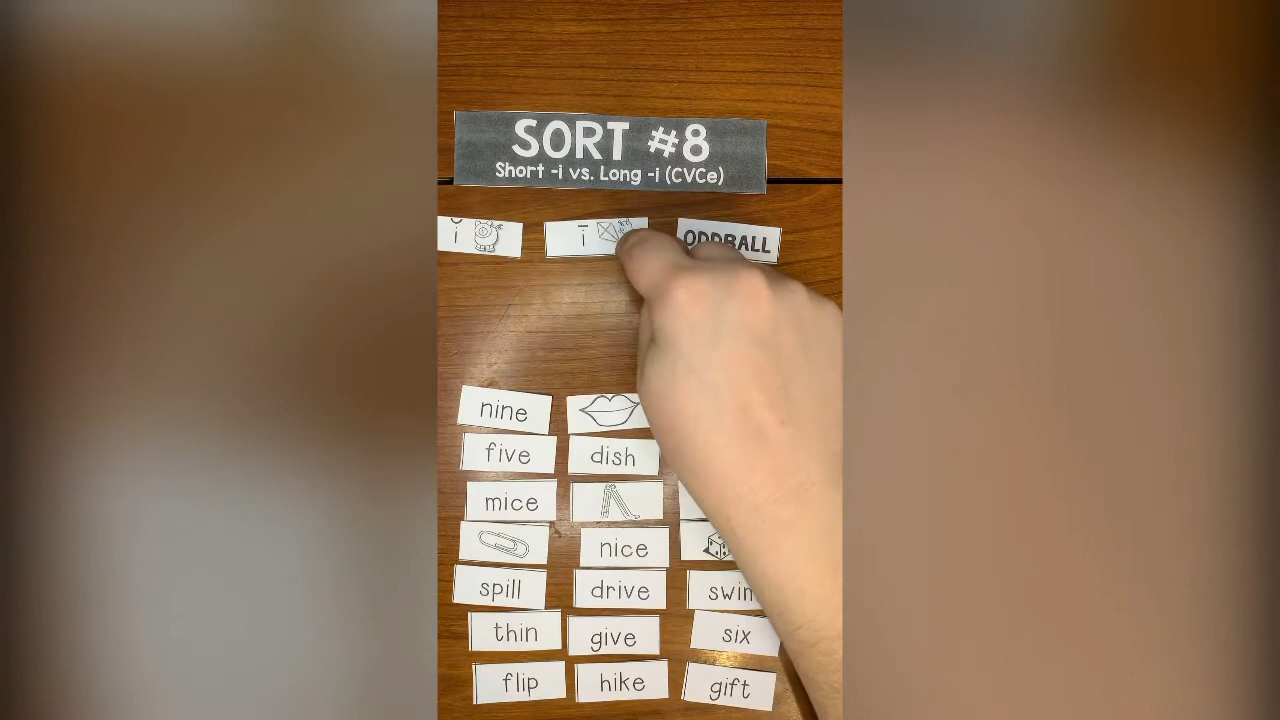 SORT #8
Short -i vs. Long -i (CVCe)
ĭ
ī
ODDBALL
nine
five
dish
mice
nice
spill
drive
swim
thin
give
six
flip
hike
gift